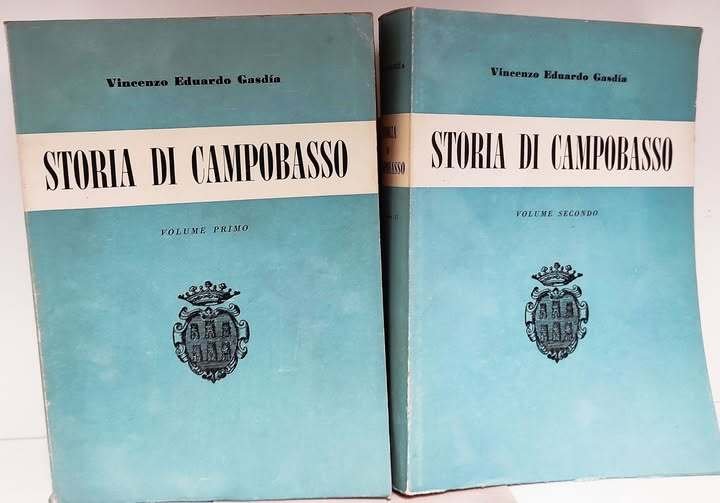 Vincenzo Eduardo Gasdía
STORIA DI CAMPOBASSO
VOLUME PRIMO
Vincenzo Eduardo Gasdía
STORIA DI CAMPOBASSO
VOLUME SECONDO